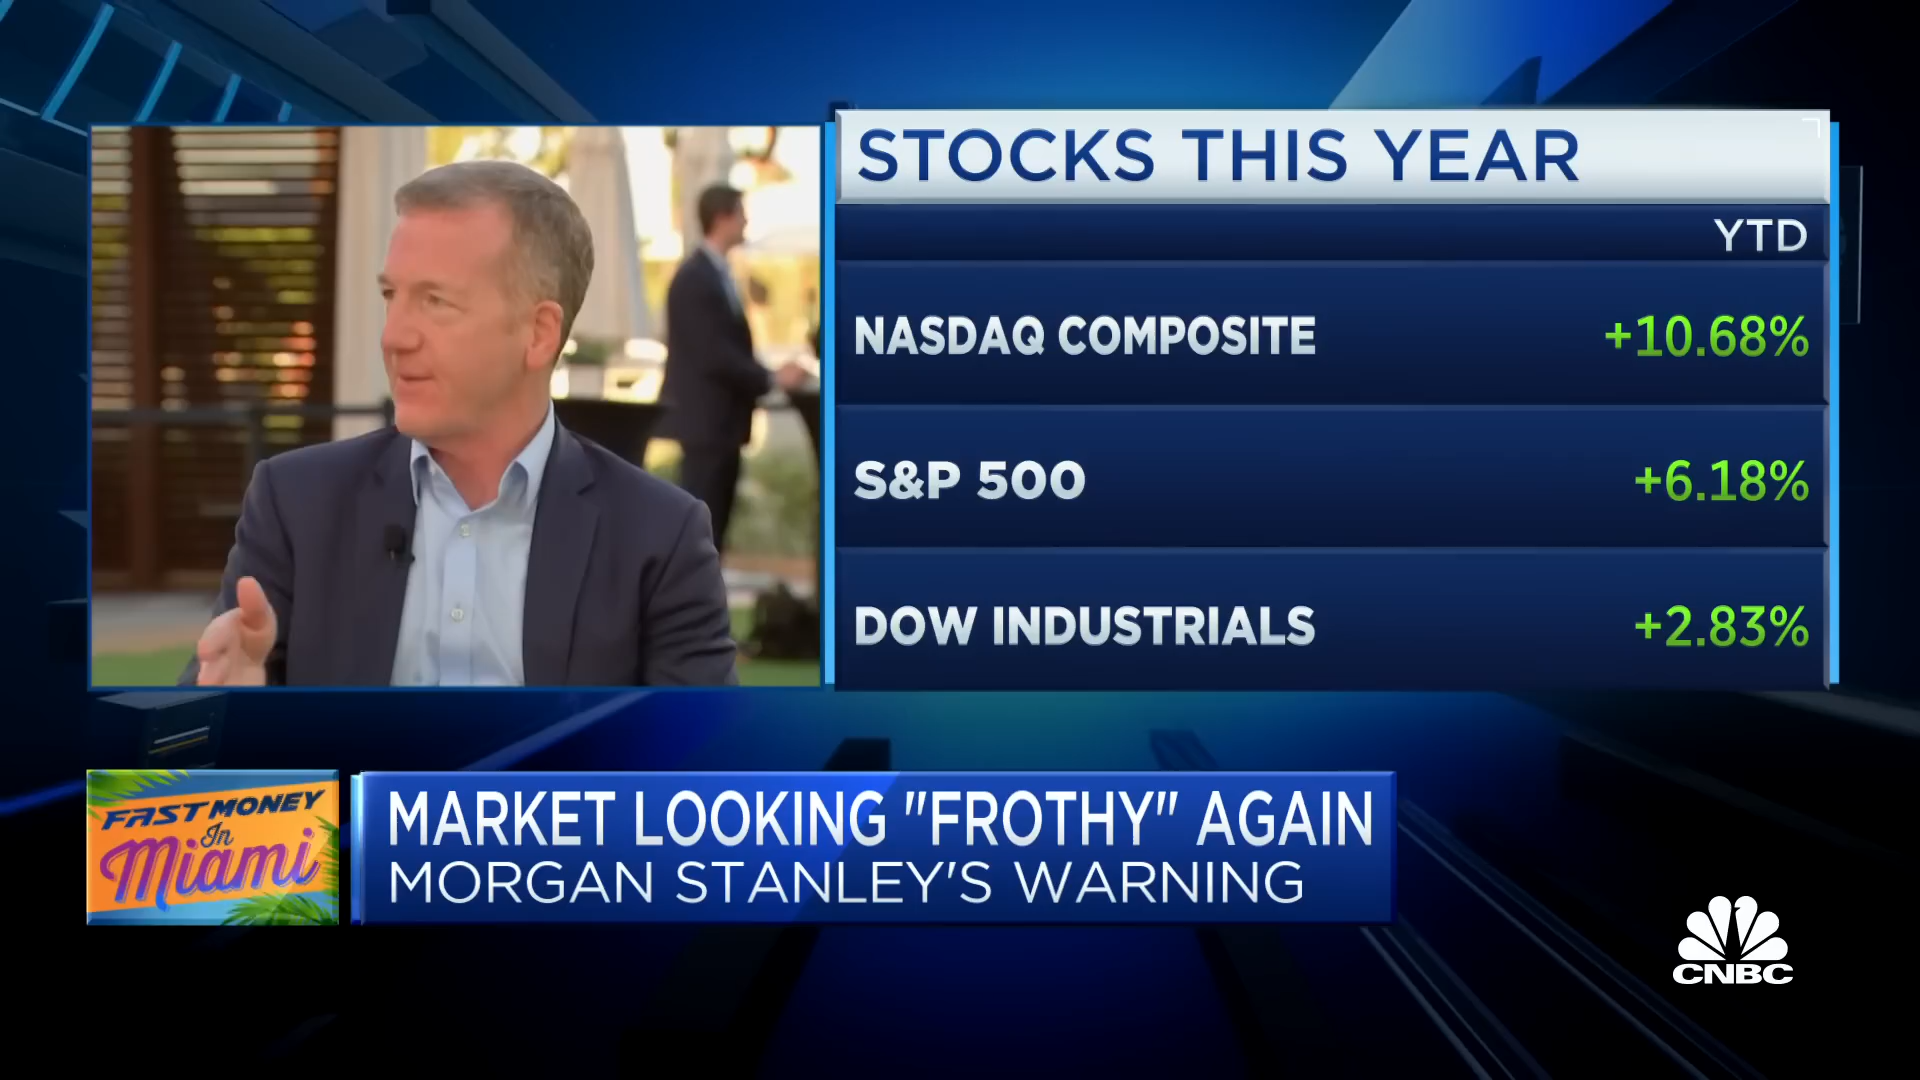 STOCKS THIS YEAR
YTD
NASDAQ COMPOSITE +10.68%
S&P 500 +6.18%
DOW INDUSTRIALS +2.83%
FAST MONEY
In
Miami
MARKET LOOKING "FROTHY" AGAIN
MORGAN STANLEY'S WARNING
CNBC